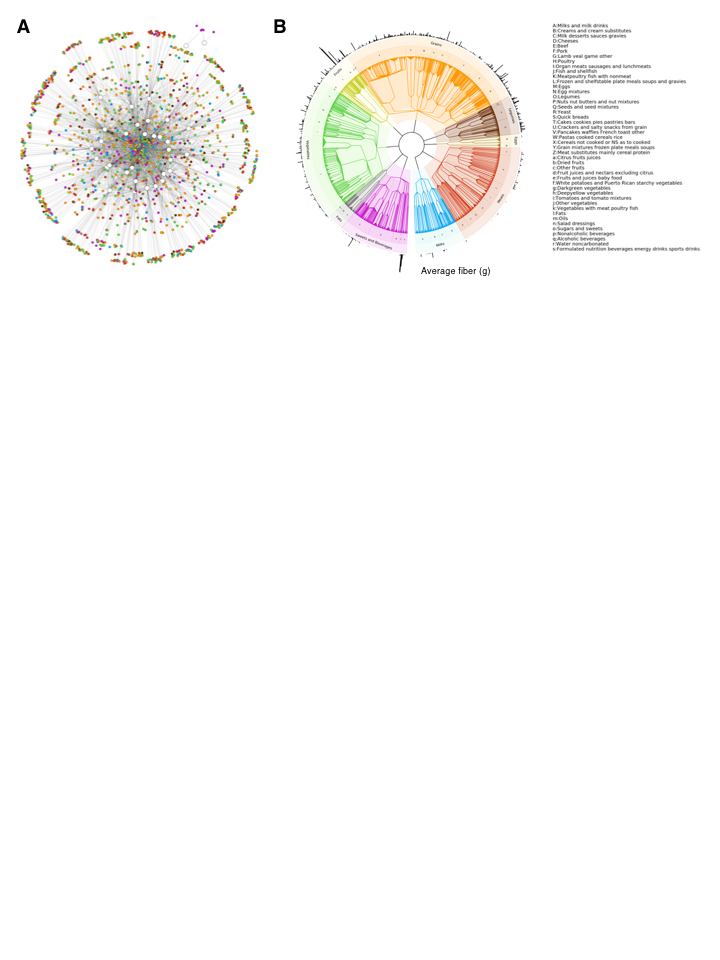 A
B
Grains
Fruits
Legumes
Eggs
Meats
Milks
Sweets and Beverages
Fats
Vegetables
Average fiber (g)
A:Milks and milk drinks
B:Creams and cream substitutes
C:Milk desserts sauces gravies
D:Cheeses
E:Beef
F:Pork
G:Lamb veal game other
H:Poultry
I:Organ meats sausages and lunchmeats
J:Fish and shellfish
K:Meatpoultry fish with nonmeat
L:Frozen and shelfstable plate meals soups and gravies
M:Eggs
N:Egg mixtures
O:Legumes
P:Nuts nut butters and nut mixtures
Q:Seeds and seed mixtures
R:Yeast
S:Quick breads
T:Cakes cookies pies pastries bars
U:Crackers and salty snacks from grain
V:Pancakes waffles French toast other
W:Pastas cooked cereals rice
X:Cereals not cooked or NS as to cooked
Y:Grain mixtures frozen plate meals soups
Z:Meat substitutes mainly cereal protein
a:Citrus fruits juices
b:Dried fruits
c:Other fruits
d:Fruit juices and nectars excluding citrus
e:Fruits and juices baby food
f:White potatoes and Puerto Rican starchy vegetables
g:Darkgreen vegetables
h:Deepyellow vegetables
i:Tomatoes and tomato mixtures
j:Other vegetables
k:Vegetables with meat poultry fish
l:Fats
m:Oils
n:Salad dressings
o:Sugars and sweets
p:Nonalcoholic beverages
q:Alcoholic beverages
r:Water noncarbonated
s:Formulated nutrition beverages energy drinks sports drinks